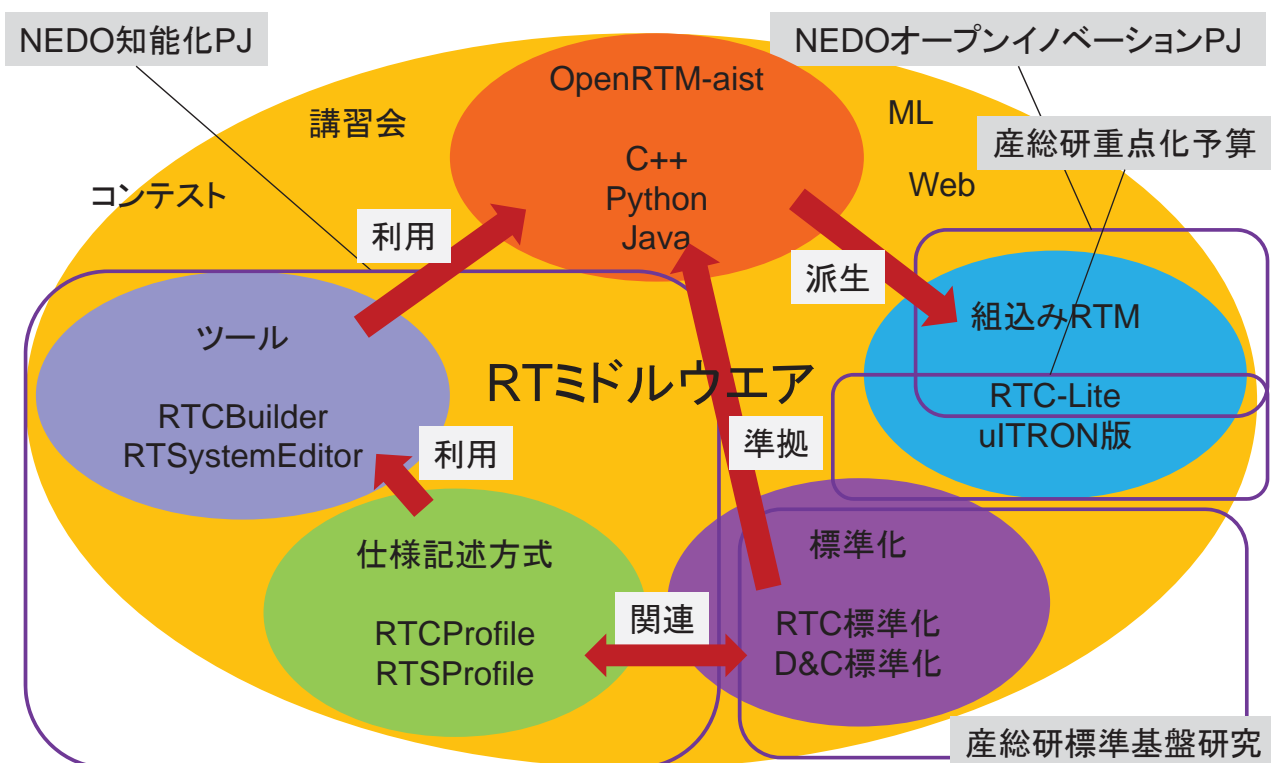 NEDO知能化PJ
NEDOオープンイノベーションPJ
OpenRTM-aist
講習会
ML
産総研重点化予算
C++
Python
Java
コンテスト
Web
利用
派生
組込みRTM
ツール
RTミドルウエア
RTC-Lite
uITRON版
RTCBuilder
RTSystemEditor
利用
準拠
仕様記述方式
標準化
関連
RTCProfile
RTSProfile
RTC標準化
D&C標準化
産総研標準基盤研究